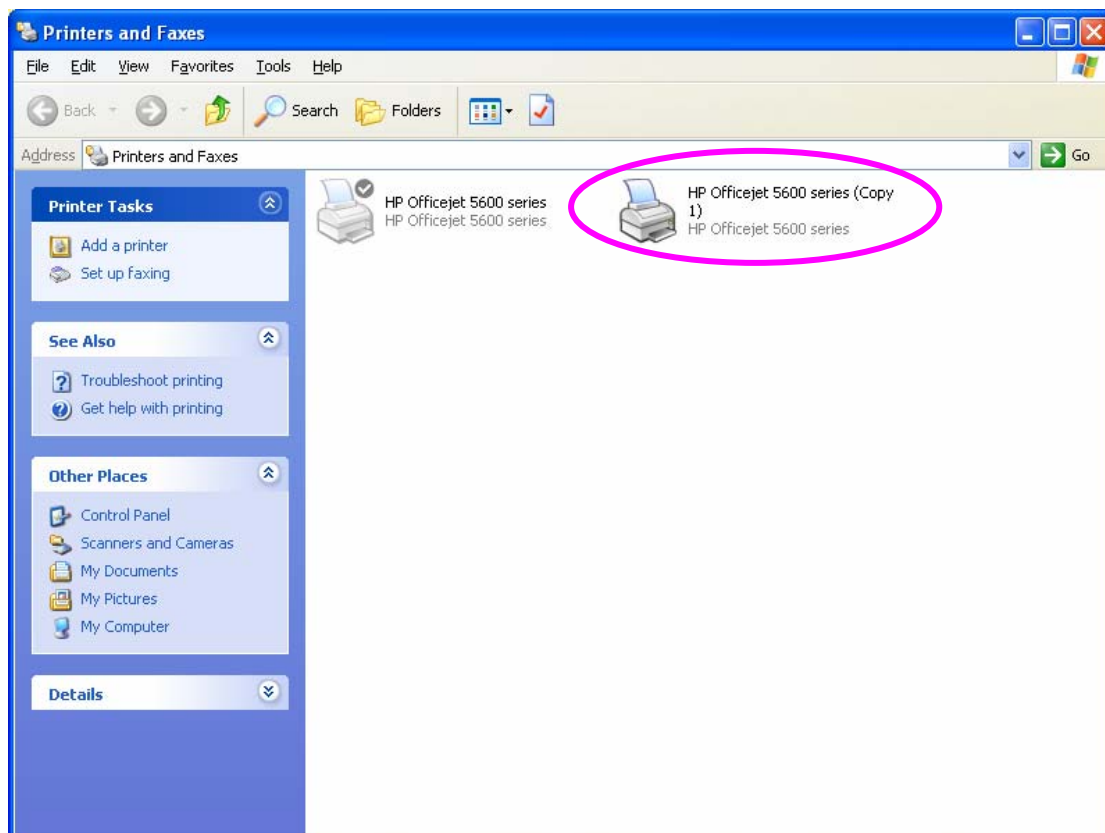 Printers and Faxes
File Edit View Favorites Tools Help
Back Search Folders
Address Printers and Faxes Go
Printer Tasks
Add a printer
Set up faxing
See Also
Troubleshoot printing
Get help with printing
Other Places
Control Panel
Scanners and Cameras
My Documents
My Pictures
My Computer
Details
HP Officejet 5600 series
HP Officejet 5600 series
HP Officejet 5600 series (Copy
1)
HP Officejet 5600 series